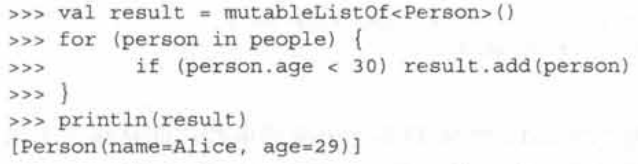 >>> val result = mutableListOf<Person>()
>>> for (person in people) {
>>>     if (person.age < 30) result.add(person)
>>> }
>>> println(result)
[Person(name=Alice, age=29)]